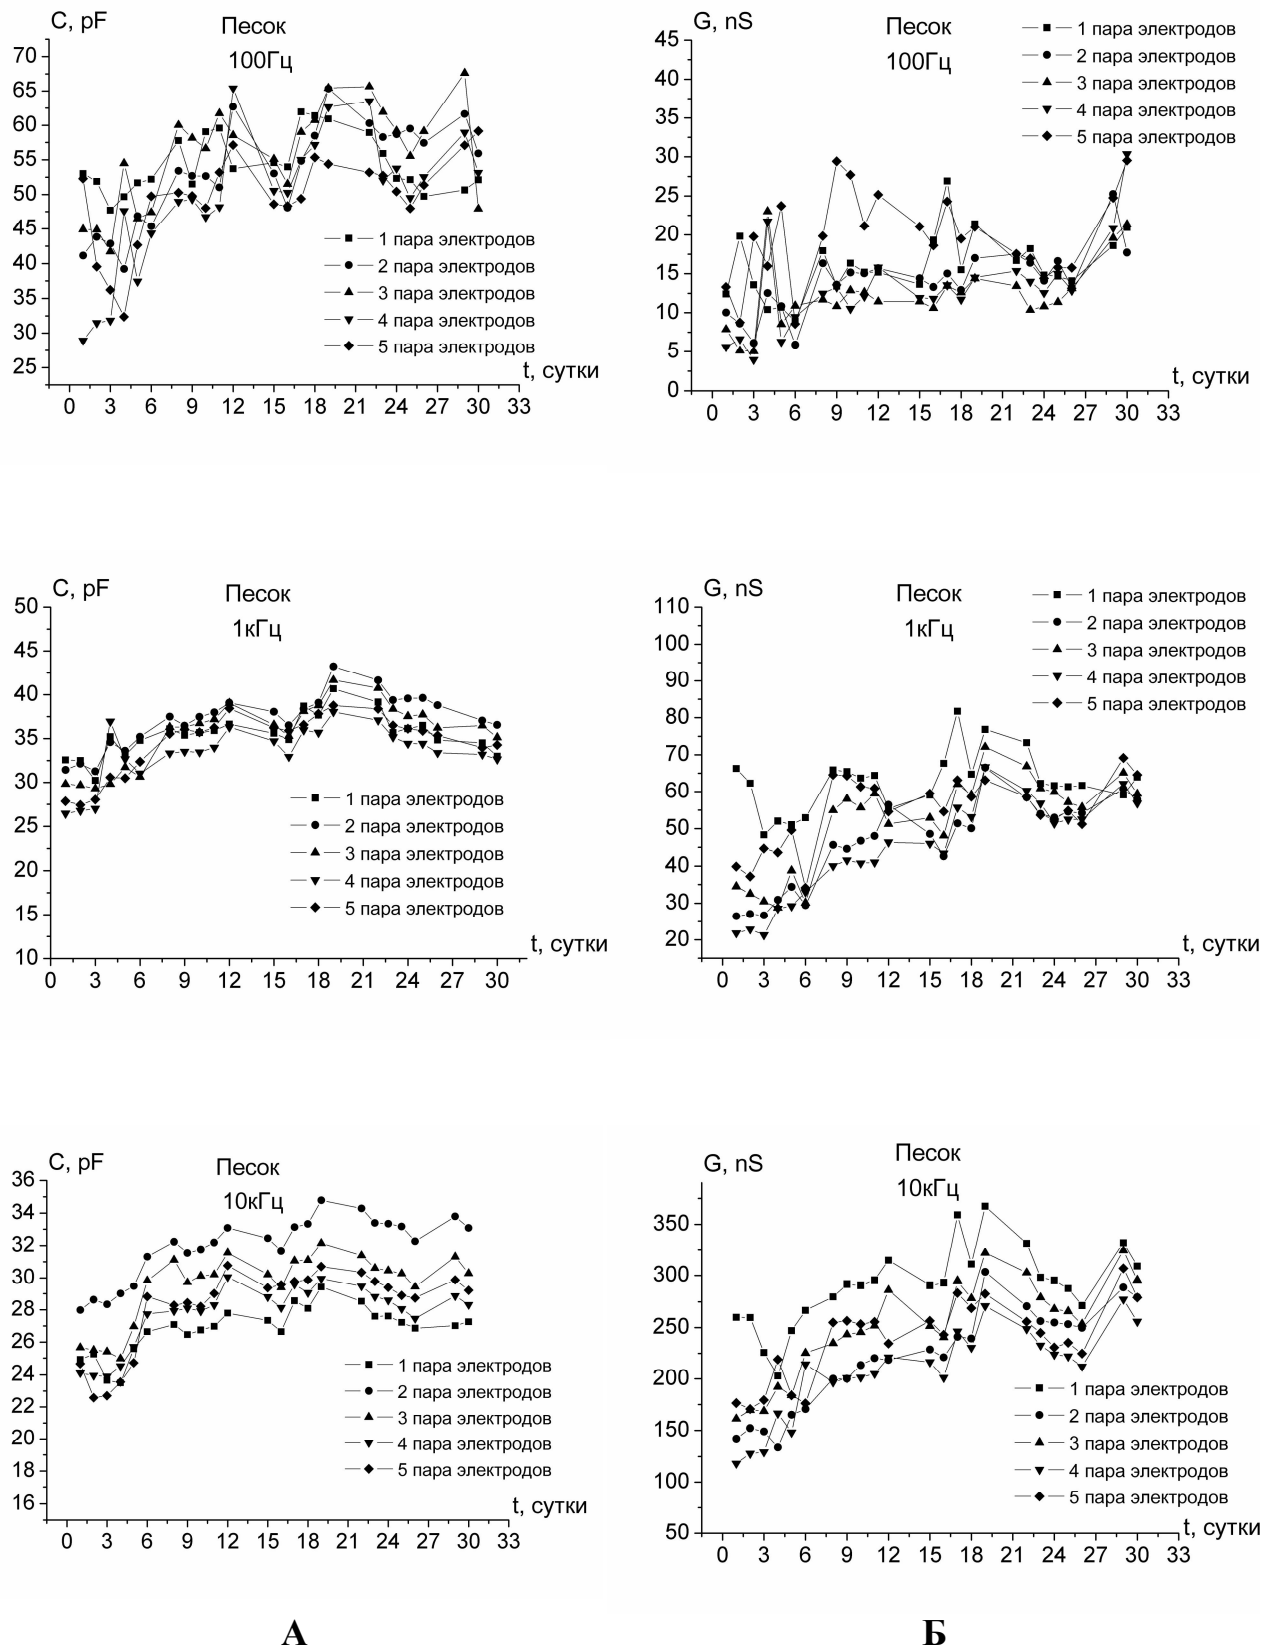 C, pF
Песок
100Гц
70
65
60
55
50
45
40
35
30
25
1 пара электродов
2 пара электродов
3 пара электродов
4 пара электродов
5 пара электродов
t, сутки
0 3 6 9 12 15 18 21 24 27 30 33
G, nS
Песок
100Гц
45
40
35
30
25
20
15
10
5
0
1 пара электродов
2 пара электродов
3 пара электродов
4 пара электродов
5 пара электродов
t, сутки
0 3 6 9 12 15 18 21 24 27 30 33
C, pF
Песок
1кГц
50
45
40
35
30
25
20
15
10
1 пара электродов
2 пара электродов
3 пара электродов
4 пара электродов
5 пара электродов
t, сутки
0 3 6 9 12 15 18 21 24 27 30
G, nS
Песок
1кГц
110
100
90
80
70
60
50
40
30
20
1 пара электродов
2 пара электродов
3 пара электродов
4 пара электродов
5 пара электродов
t, сутки
0 3 6 9 12 15 18 21 24 27 30 33
C, pF
Песок
10кГц
36
34
32
30
28
26
24
22
20
18
16
1 пара электродов
2 пара электродов
3 пара электродов
4 пара электродов
5 пара электродов
t, сутки
0 3 6 9 12 15 18 21 24 27 30 33
G, nS
Песок
10кГц
350
300
250
200
150
100
50
1 пара электродов
2 пара электродов
3 пара электродов
4 пара электродов
5 пара электродов
t, сутки
0 3 6 9 12 15 18 21 24 27 30 33
А
Б